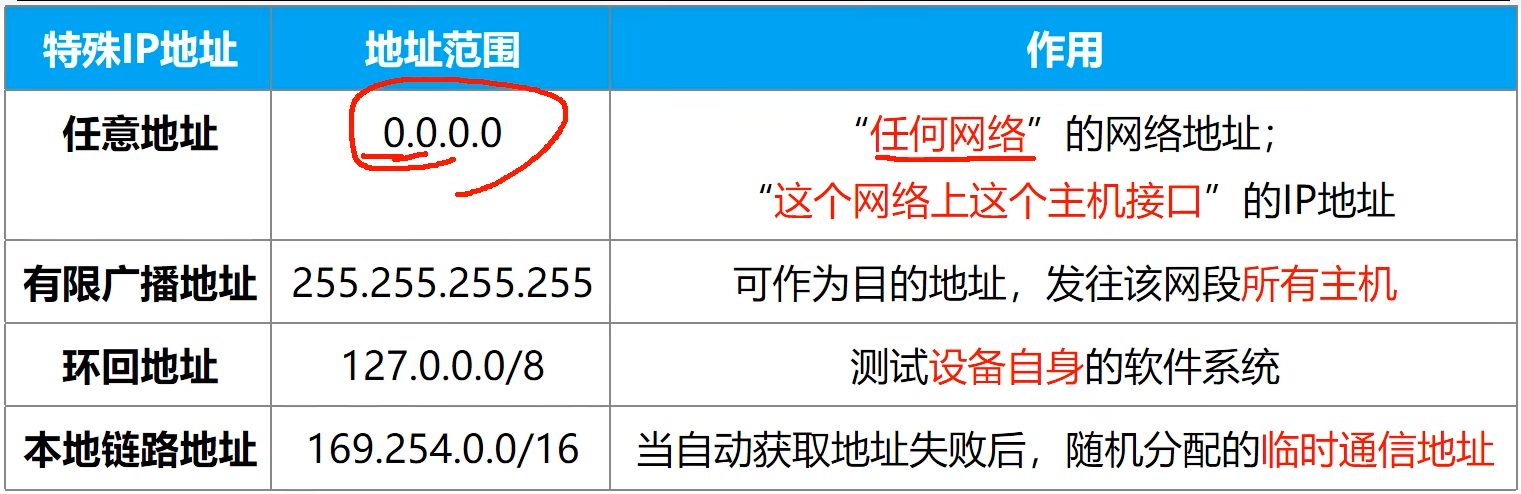 特殊IP地址 地址范围 作用
任意地址 0.0.0.0 “任何网络”的网络地址；
“这个网络上这个主机接口”的IP地址
有限广播地址 255.255.255.255 可作为目的地址，发往该网段所有主机
环回地址 127.0.0.0/8 测试设备自身的软件系统
本地链路地址 169.254.0.0/16 当自动获取地址失败后，随机分配的临时通信地址